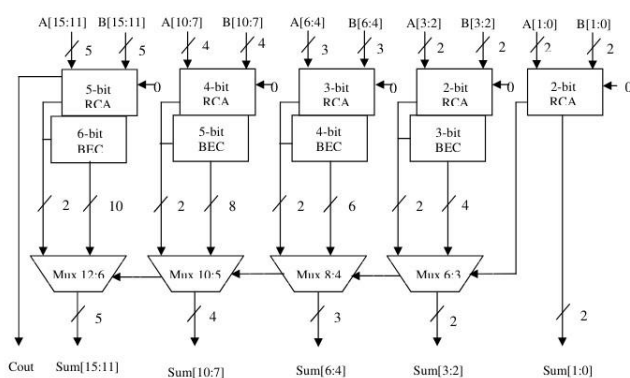 A[15:11] B[15:11] A[10:7] B[10:7] A[6:4] B[6:4] A[3:2] B[3:2] A[1:0] B[1:0]
5 5 4 4 3 3 2 2 2 2
5-bit RCA 0 4-bit RCA 0 3-bit RCA 0 2-bit RCA 0 2-bit RCA 0
6-bit BEC 5-bit BEC 4-bit BEC 3-bit BEC
2 10 2 8 2 6 2 4
Mux 12:6 Mux 10:5 Mux 8:4 Mux 6:3
5 4 3 2 2
Cout Sum[15:11] Sum[10:7] Sum[6:4] Sum[3:2] Sum[1:0]